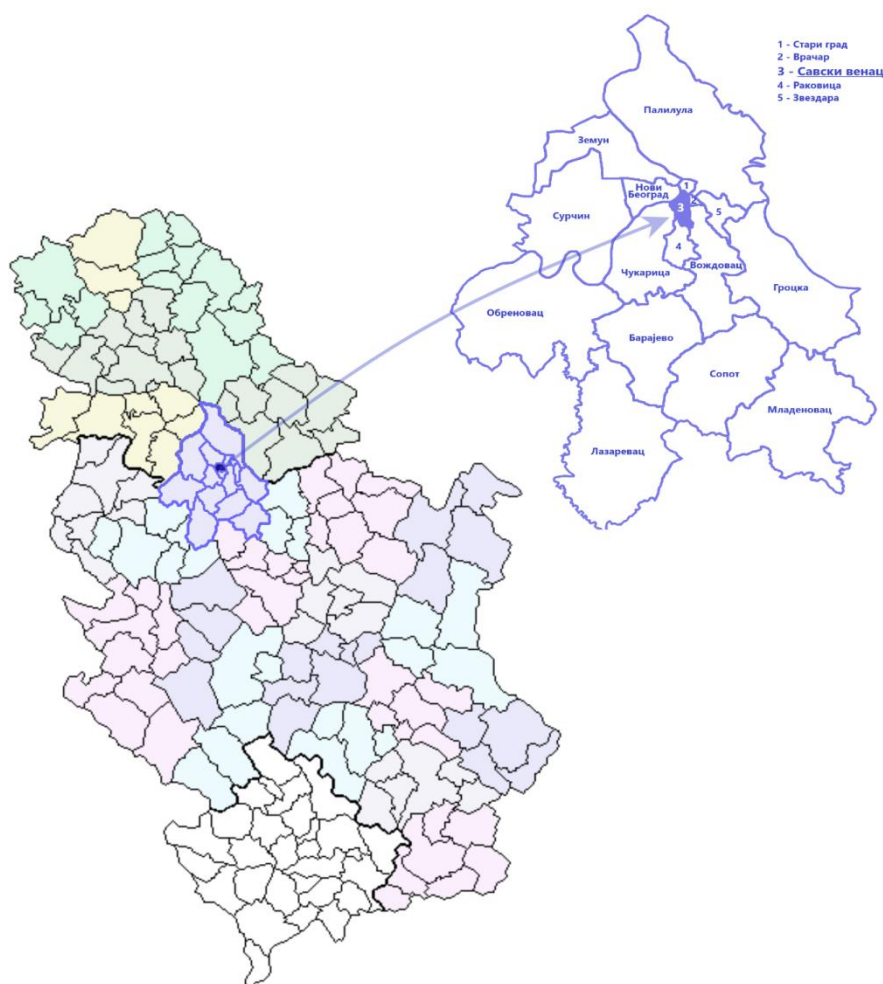 1 - Стари град
2 - Врачар
3 - Савски венац
4 - Раковица
5 - Звездара
Палилула
Земун
Нови
Београд
1
2
3
5
Сурчин
4
Чукарица
Вождовац
Гроцка
Обреновац
Барајево
Сопот
Младеновац
Лазаревац